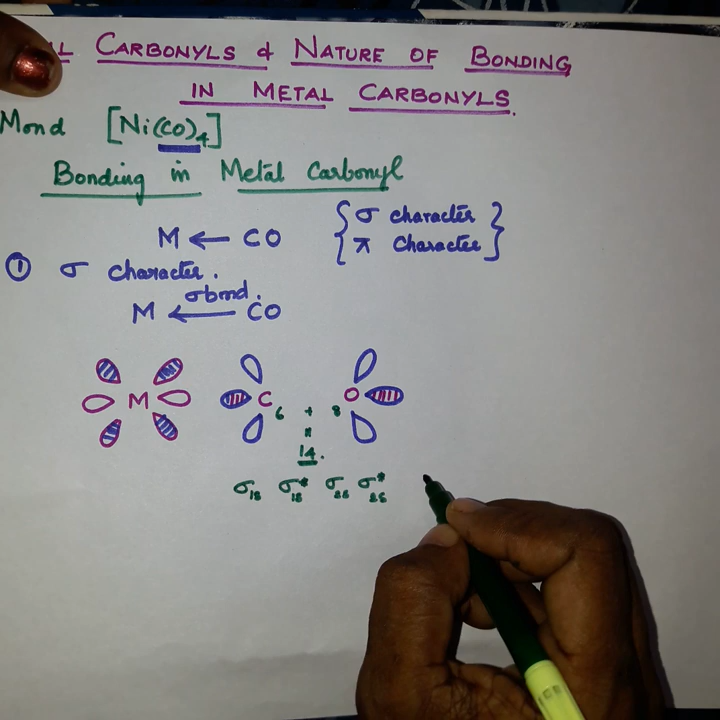 CARBONYLS & NATURE OF BONDING
IN METAL CARBONYLS.
Mond [Ni(CO)4]
Bonding in Metal Carbonyl
M ← CO { σ character
π Character }
① σ character.
σ bond.
M ← CO
M C O
6 + 8
=
14.
σ1s σ*1s σ2s σ*2s